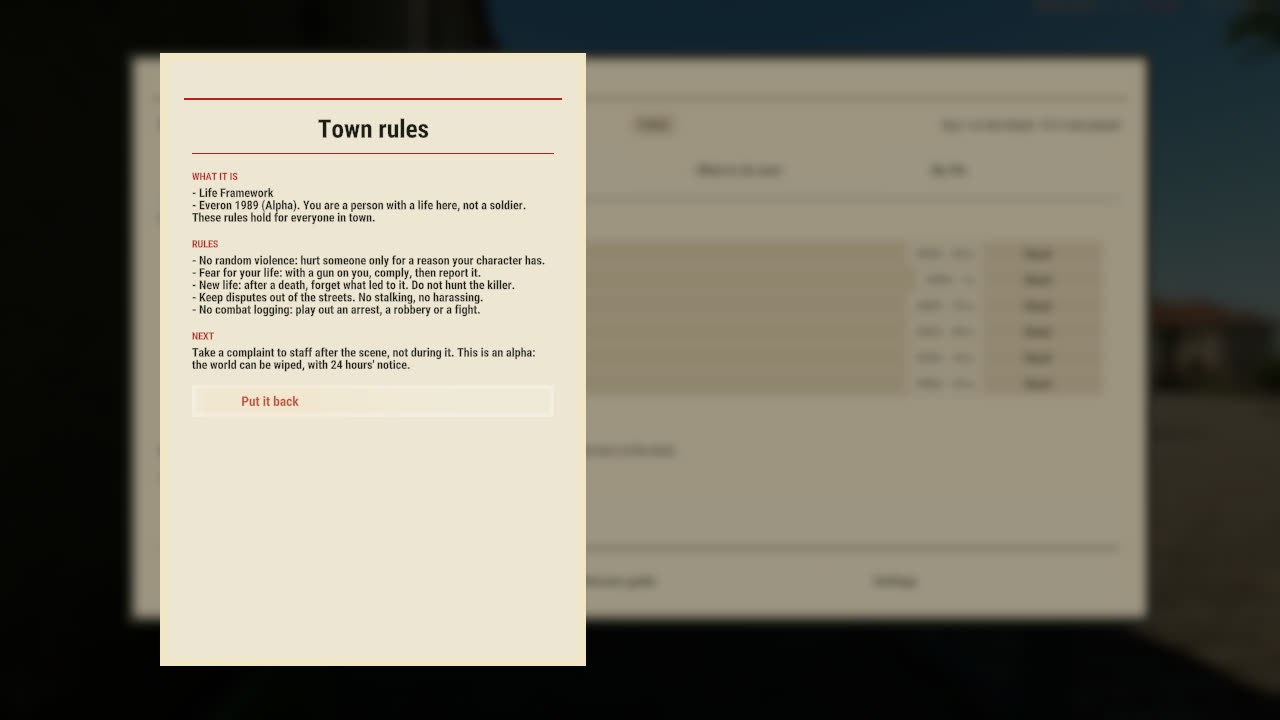 Town rules
WHAT IT IS
- Life Framework
- Everon 1989 (Alpha). You are a person with a life here, not a soldier.
These rules hold for everyone in town.
RULES
- No random violence: hurt someone only for a reason your character has.
- Fear for your life: with a gun on you, comply, then report it.
- New life: after a death, forget what led to it. Do not hunt the killer.
- Keep disputes out of the streets. No stalking, no harassing.
- No combat logging: play out an arrest, a robbery or a fight.
NEXT
Take a complaint to staff after the scene, not during it. This is an alpha:
the world can be wiped, with 24 hours' notice.
Put it back